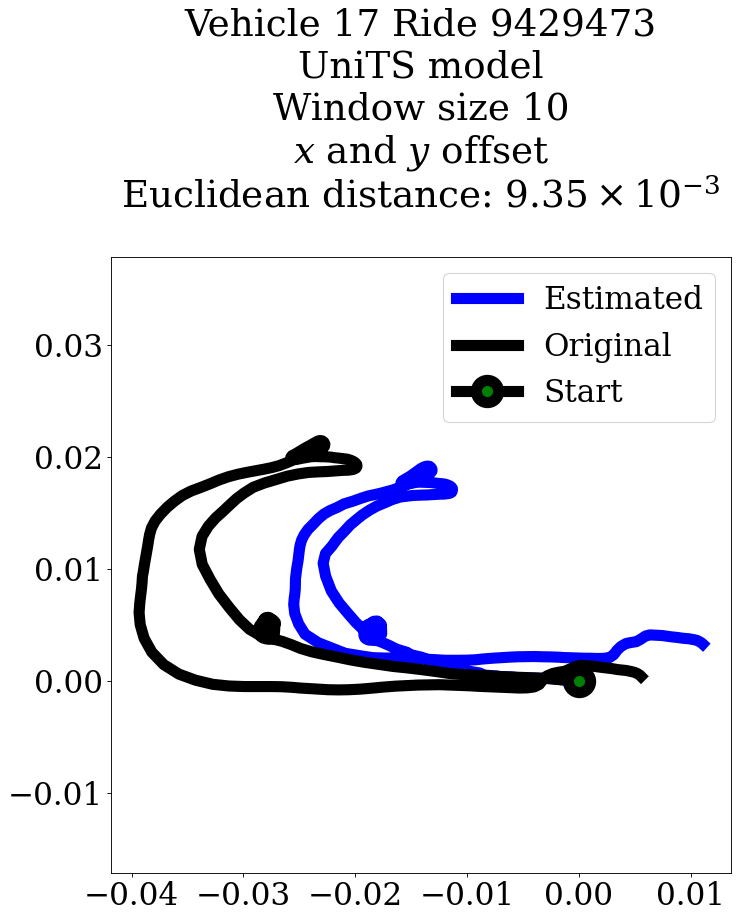 Vehicle 17 Ride 9429473
UniTS model
Window size 10
x and y offset
Euclidean distance: 9.35 × 10⁻³
Estimated
Original
Start
0.03
0.02
0.01
0.00
−0.01
−0.04 −0.03 −0.02 −0.01 0.00 0.01